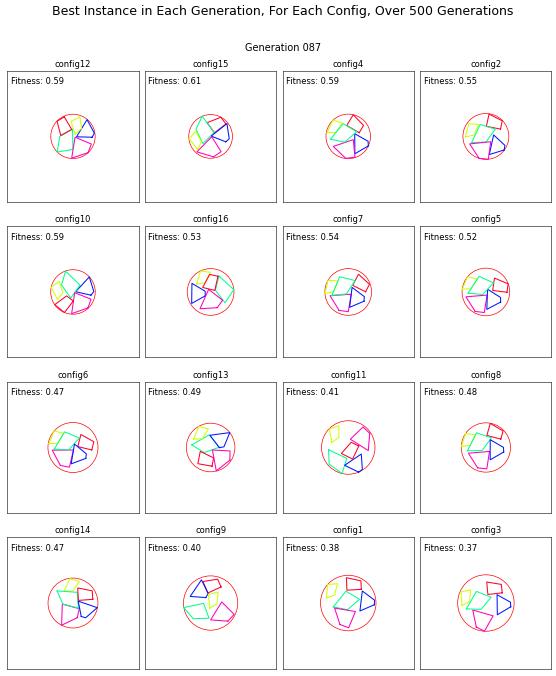 Best Instance in Each Generation, For Each Config, Over 500 Generations
Generation 087
config12
config15
config4
config2
Fitness: 0.59
Fitness: 0.61
Fitness: 0.59
Fitness: 0.55
config10
config16
config7
config5
Fitness: 0.59
Fitness: 0.53
Fitness: 0.54
Fitness: 0.52
config6
config13
config11
config8
Fitness: 0.47
Fitness: 0.49
Fitness: 0.41
Fitness: 0.48
config14
config9
config1
config3
Fitness: 0.47
Fitness: 0.40
Fitness: 0.38
Fitness: 0.37